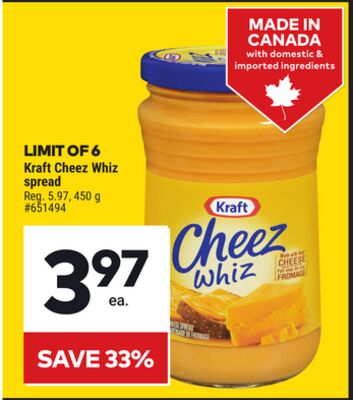 MADE IN
CANADA
with domestic &
imported ingredients
LIMIT OF 6
Kraft Cheez Whiz
spread
Reg. 5.97, 450 g
#651494
3.97
ea.
SAVE 33%
Kraft
Cheez
Whiz
Made with Real
CHEESE
FROMAGE